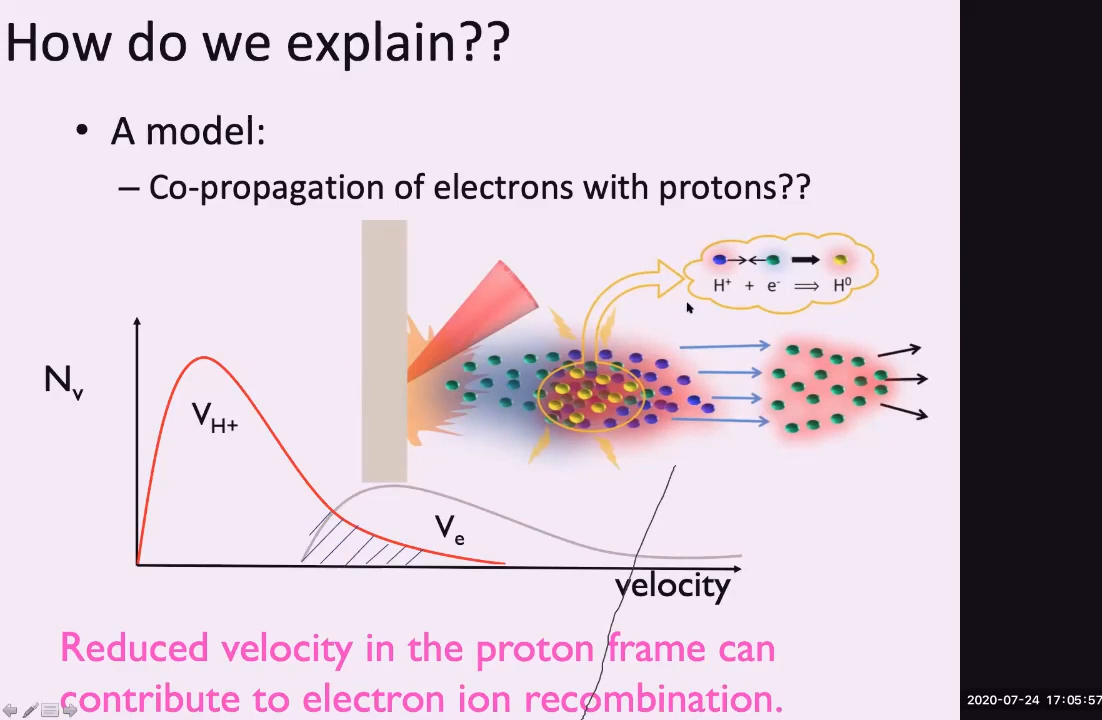 How do we explain??
• A model:
– Co-propagation of electrons with protons??
H⁺ + e⁻ ⟹ H⁰
Nᵥ
V_H+
Vₑ
velocity
Reduced velocity in the proton frame can
contribute to electron ion recombination.
2020-07-24 17:05:57